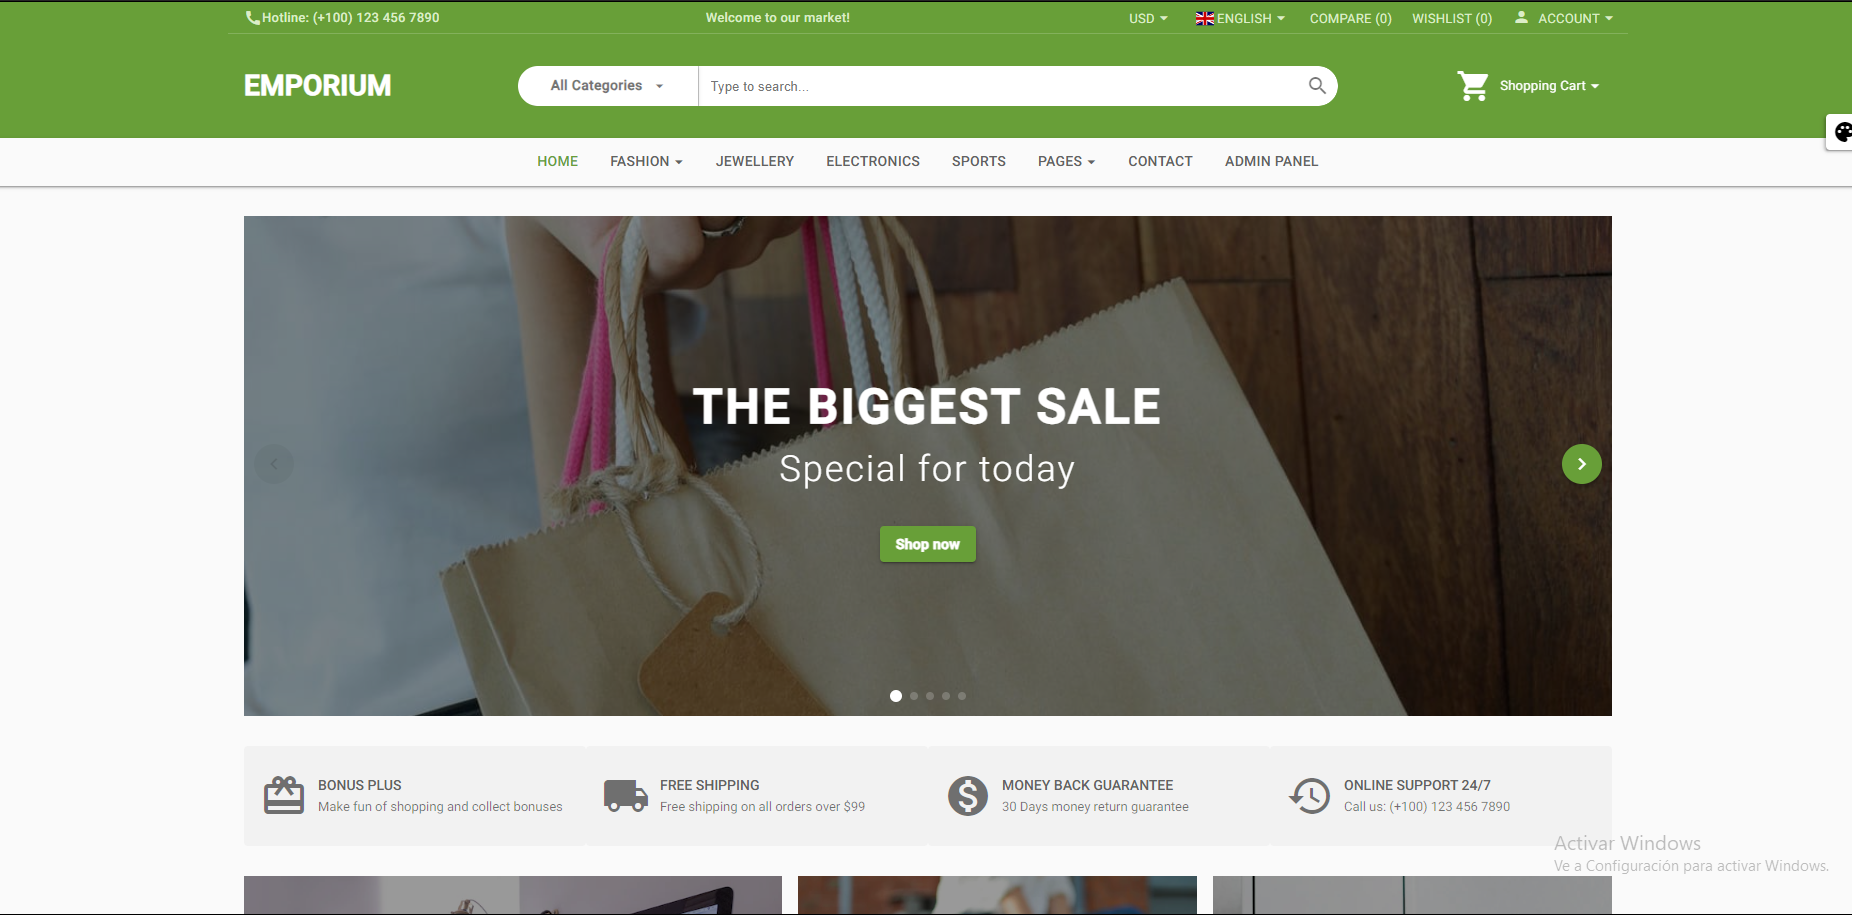 Hotline: (+100) 123 456 7890
Welcome to our market!
USD
ENGLISH
COMPARE (0)
WISHLIST (0)
ACCOUNT
EMPORIUM
All Categories
Type to search...
Shopping Cart
HOME
FASHION
JEWELLERY
ELECTRONICS
SPORTS
PAGES
CONTACT
ADMIN PANEL
THE BIGGEST SALE
Special for today
Shop now
BONUS PLUS
Make fun of shopping and collect bonuses
FREE SHIPPING
Free shipping on all orders over $99
MONEY BACK GUARANTEE
30 Days money return guarantee
ONLINE SUPPORT 24/7
Call us: (+100) 123 456 7890
Activar Windows
Ve a Configuración para activar Windows.